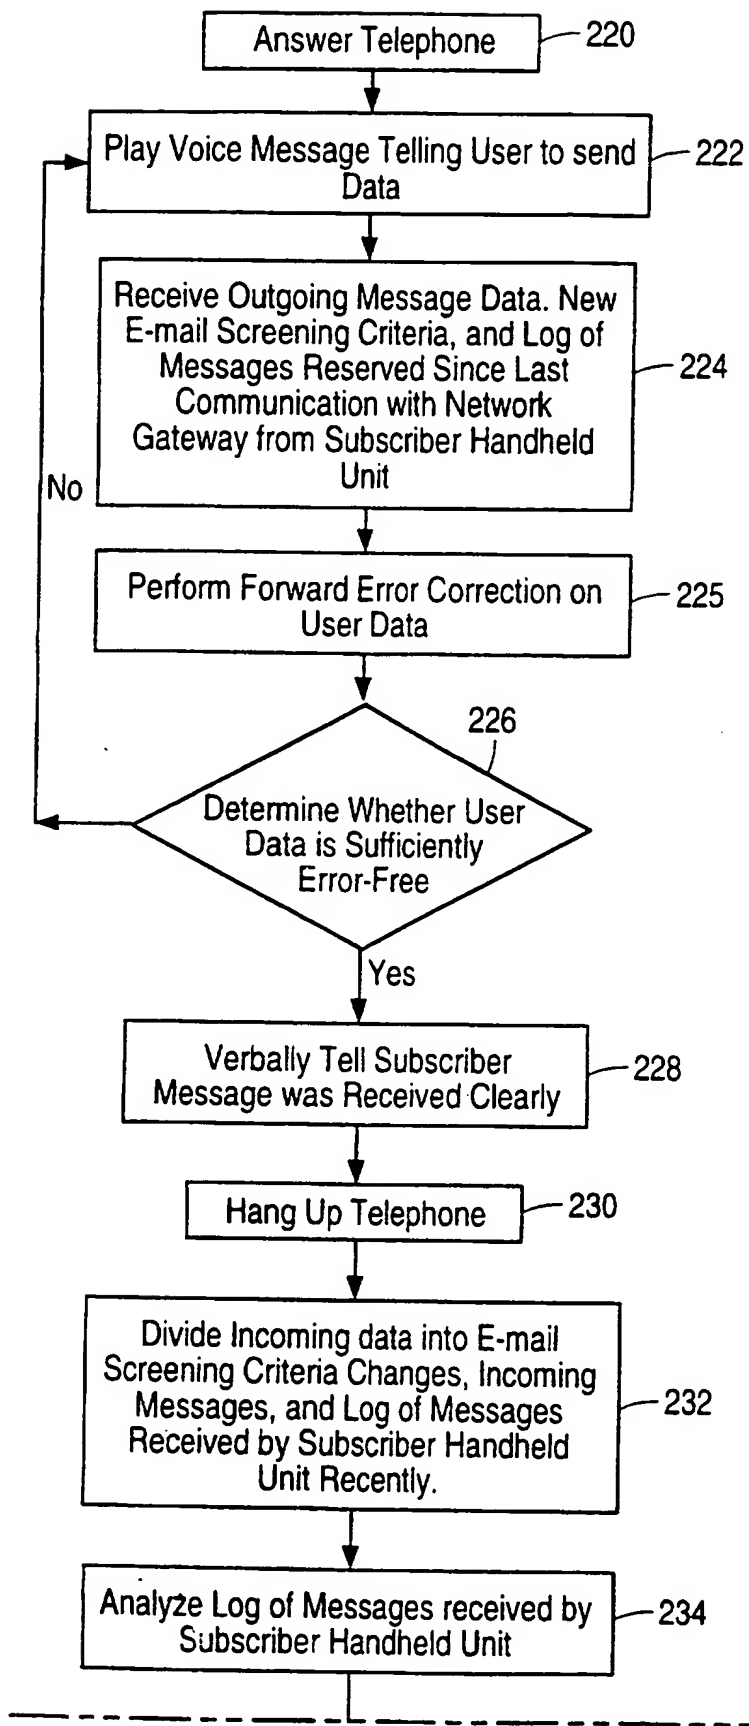 Answer Telephone
220
Play Voice Message Telling User to send
Data
222
Receive Outgoing Message Data. New
E-mail Screening Criteria, and Log of
Messages Reserved Since Last
Communication with Network
Gateway from Subscriber Handheld
Unit
224
No
Perform Forward Error Correction on
User Data
225
226
Determine Whether User
Data is Sufficiently
Error-Free
Yes
Verbally Tell Subscriber
Message was Received Clearly
228
Hang Up Telephone
230
Divide Incoming data into E-mail
Screening Criteria Changes, Incoming
Messages, and Log of Messages
Received by Subscriber Handheld
Unit Recently.
232
Analyze Log of Messages received by
Subscriber Handheld Unit
234